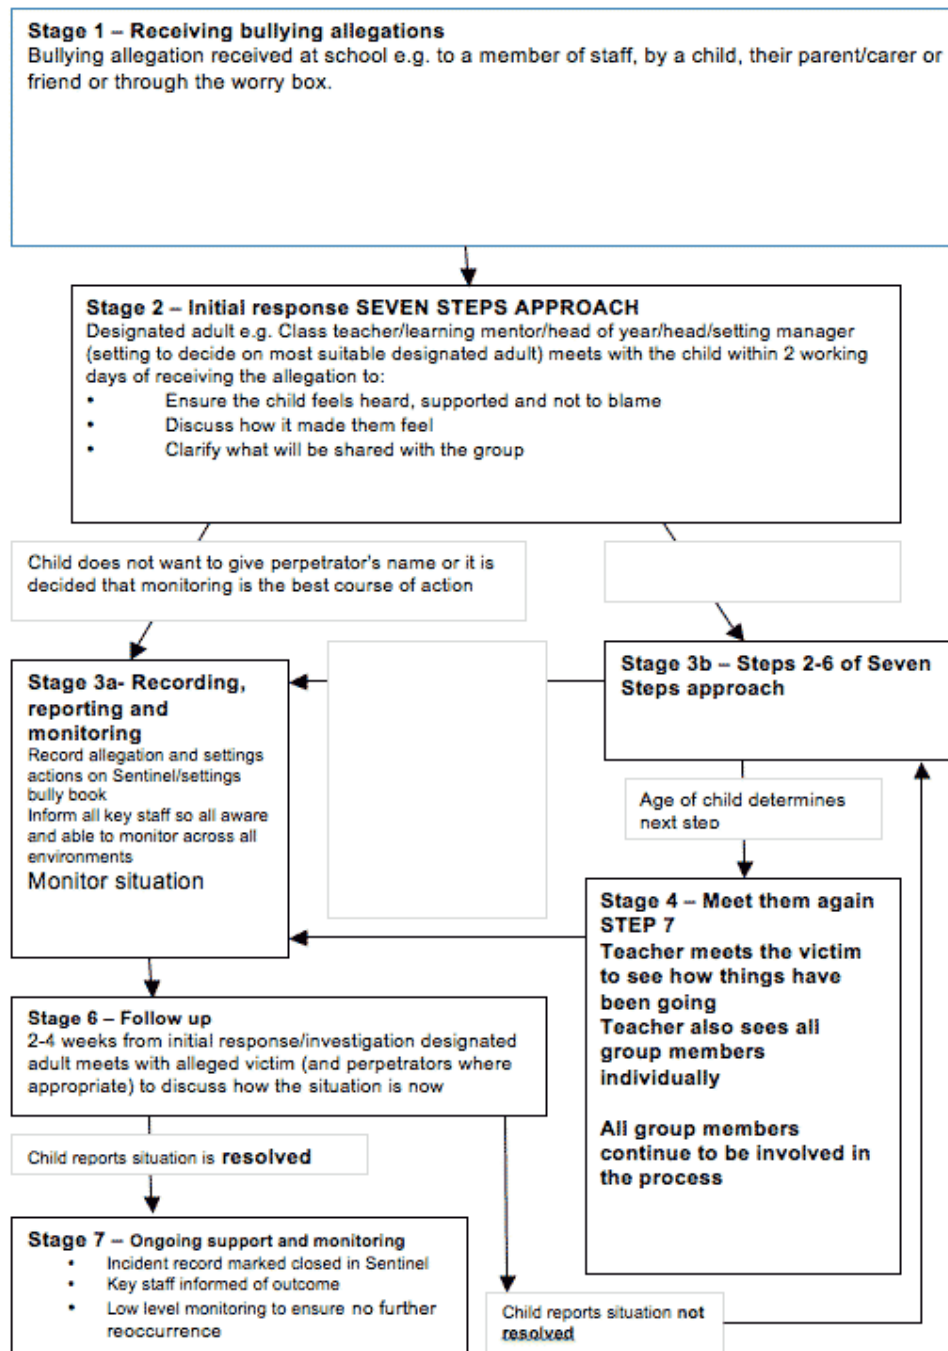 Stage 1 – Receiving bullying allegations
Bullying allegation received at school e.g. to a member of staff, by a child, their parent/carer or
friend or through the worry box.
Stage 2 – Initial response SEVEN STEPS APPROACH
Designated adult e.g. Class teacher/learning mentor/head of year/head/setting manager
(setting to decide on most suitable designated adult) meets with the child within 2 working
days of receiving the allegation to:
• Ensure the child feels heard, supported and not to blame
• Discuss how it made them feel
• Clarify what will be shared with the group
Child does not want to give perpetrator's name or it is
decided that monitoring is the best course of action
Stage 3a- Recording,
reporting and
monitoring
Record allegation and settings
actions on Sentinel/settings
bully book
Inform all key staff so all aware
and able to monitor across all
environments
Monitor situation
Stage 3b – Steps 2-6 of Seven
Steps approach
Age of child determines
next step
Stage 4 – Meet them again
STEP 7
Teacher meets the victim
to see how things have
been going
Teacher also sees all
group members
individually
All group members
continue to be involved in
the process
Stage 6 – Follow up
2-4 weeks from initial response/investigation designated
adult meets with alleged victim (and perpetrators where
appropriate) to discuss how the situation is now
Child reports situation is resolved
Stage 7 – Ongoing support and monitoring
• Incident record marked closed in Sentinel
• Key staff informed of outcome
• Low level monitoring to ensure no further
reoccurrence
Child reports situation not
resolved